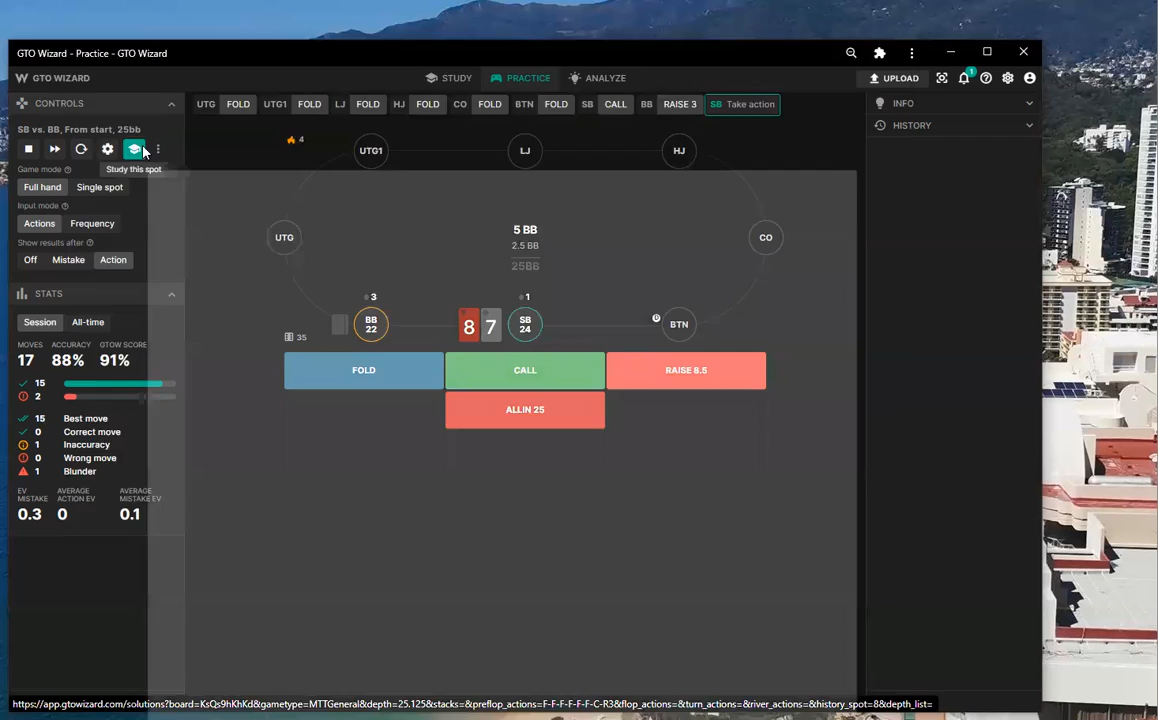 GTO Wizard - Practice - GTO Wizard
GTO WIZARD
STUDY
PRACTICE
ANALYZE
UPLOAD
1
CONTROLS
UTG FOLD UTG1 FOLD LJ FOLD HJ FOLD CO FOLD BTN FOLD SB CALL BB RAISE 3 SB Take action
INFO
HISTORY
SB vs. BB, From start, 25bb
Study this spot
Game mode
Full hand Single spot
Input mode
Actions Frequency
Show results after
Off Mistake Action
STATS
Session All-time
MOVES ACCURACY GTOW SCORE
17 88% 91%
15
2
15 Best move
0 Correct move
1 Inaccuracy
0 Wrong move
1 Blunder
EV MISTAKE
AVERAGE ACTION EV
AVERAGE MISTAKE EV
0.3 0 0.1
4
UTG1 LJ HJ
UTG
5 BB
2.5 BB
25BB
CO
3
1
BB
22
8 7
SB
24
D
BTN
35
FOLD CALL RAISE 8.5
ALLIN 25
https://app.gtowizard.com/solutions?board=KsQs9hKhKd&gametype=MTTGeneral&depth=25.125&stacks=&preflop_actions=F-F-F-F-F-F-C-R3&flop_actions=&turn_actions=&river_actions=&history_spot=8&depth_list=